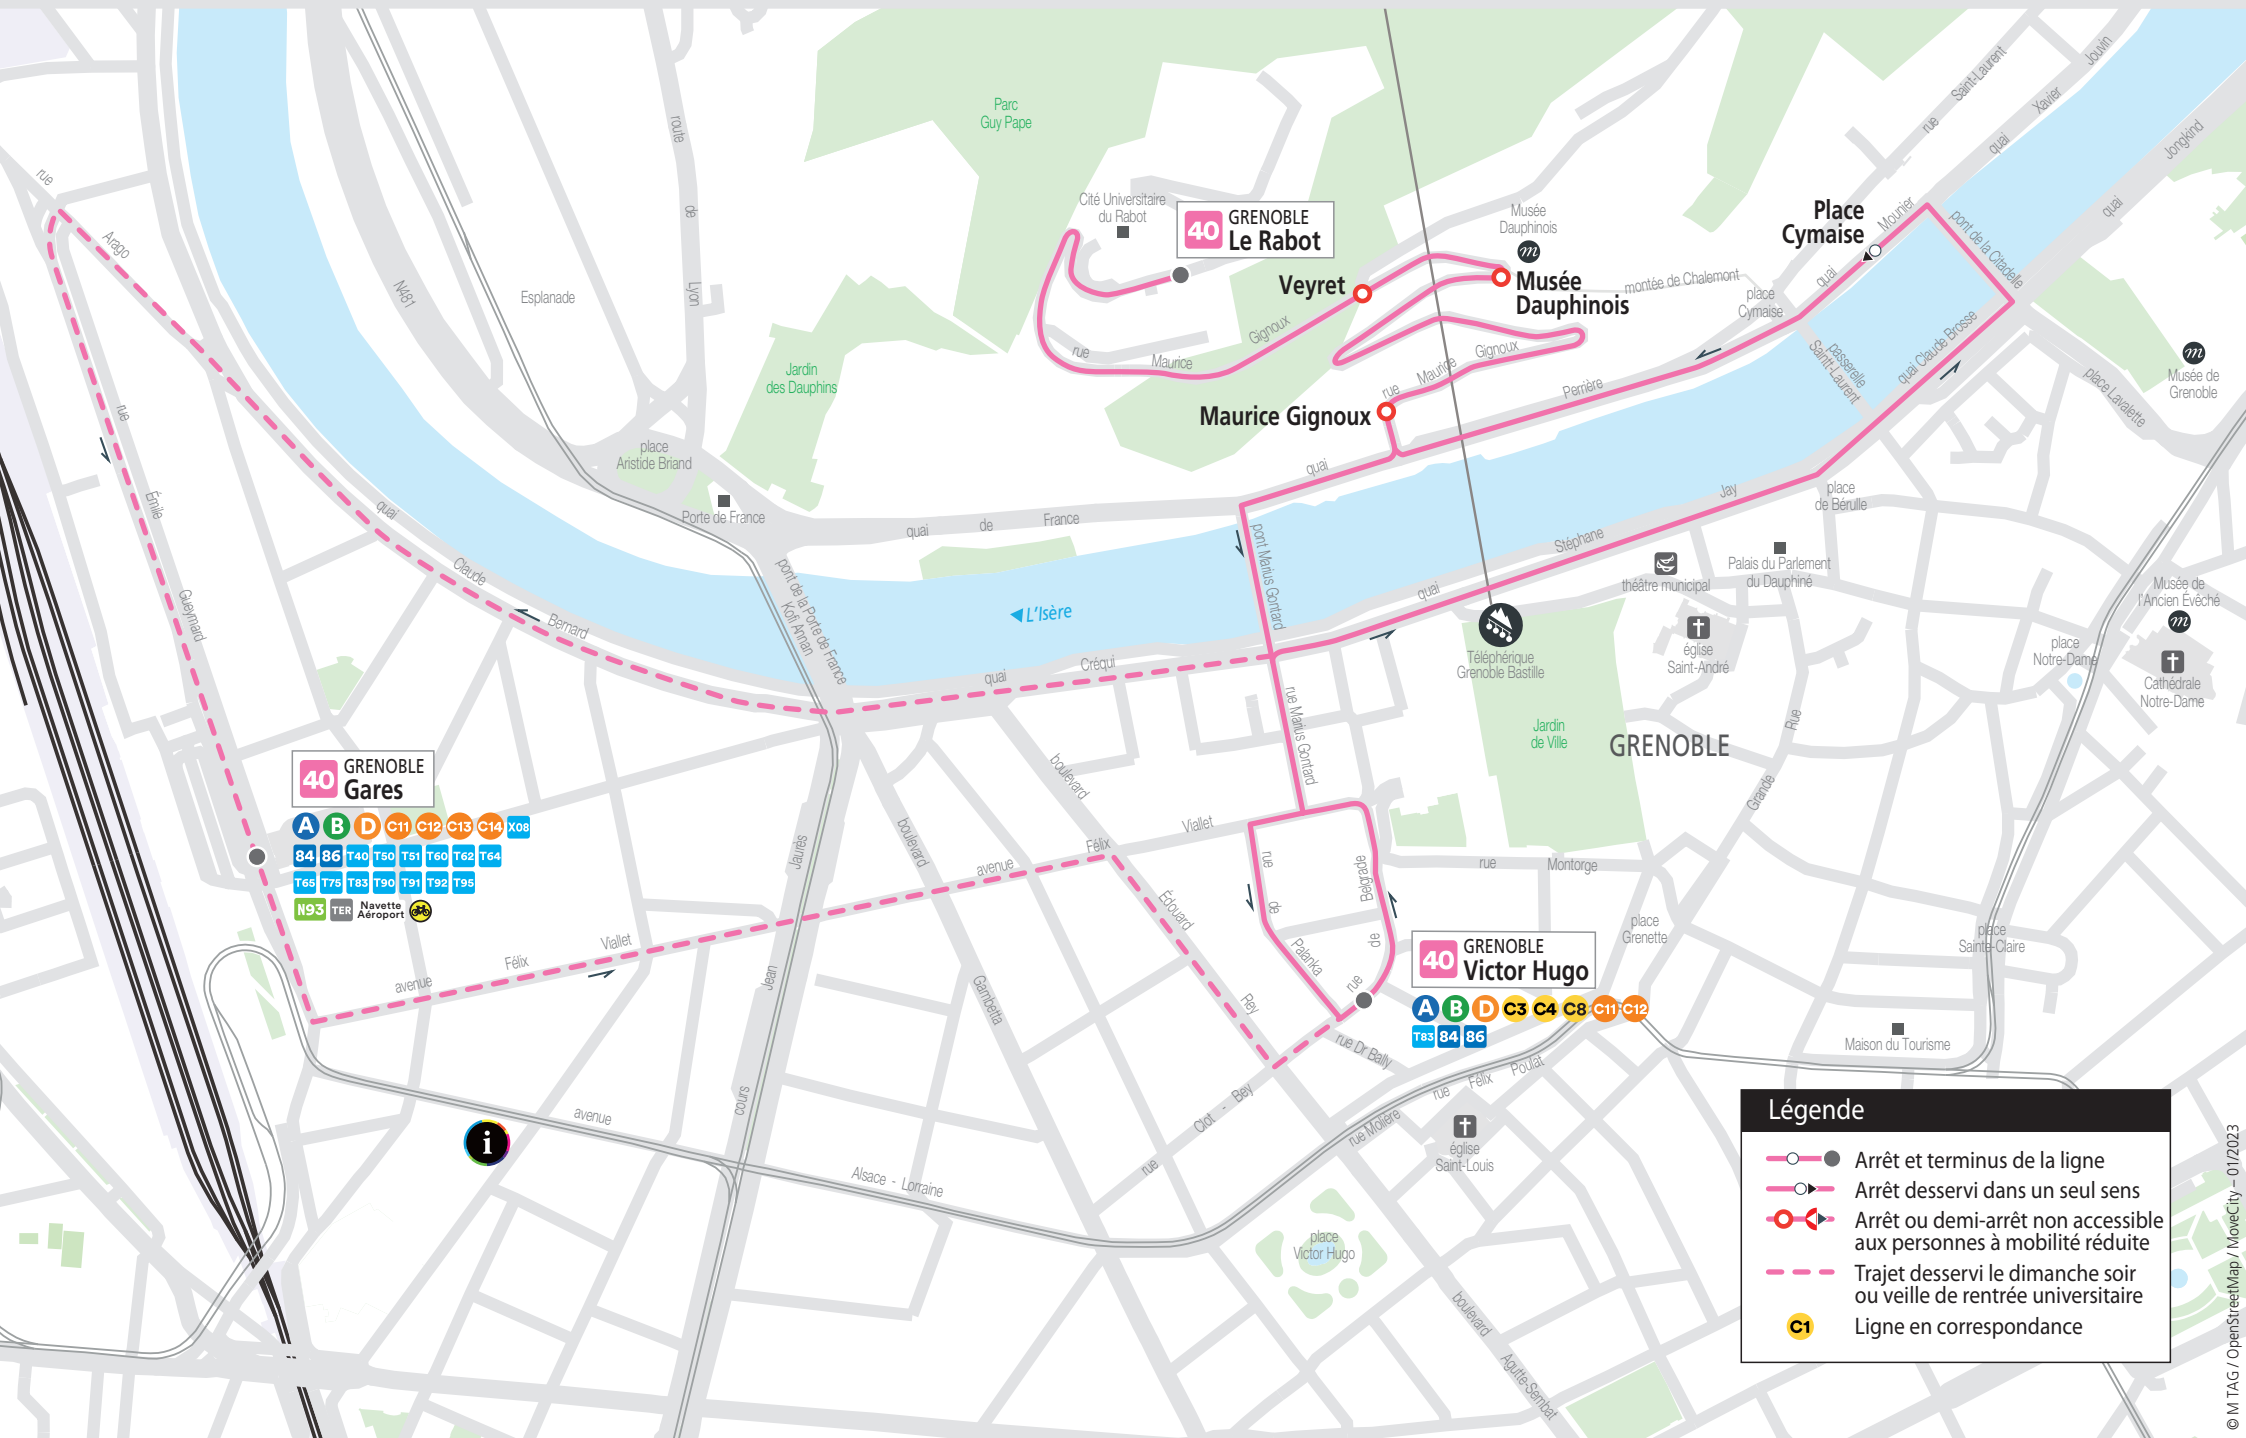 Parc
Guy Pape
Cité Universitaire
du Rabot
40
GRENOBLE
Le Rabot
Musée
Dauphinois
m
Veyret
Musée
Dauphinois
montée de Chalemont
place
Cymaise
Place
Cymaise
quai
Mounier
pont de la Citadelle
rue
Saint-Laurent
quai
Xavier
Jouvin
quai
Jongkind
passerelle
Saint-Laurent
quai Claude Brosse
place Lavalette
m
Musée de
Grenoble
rue
Arago
N481
Esplanade
route
de
Lyon
Jardin
des Dauphins
place
Aristide Briand
Porte de France
rue
Maurice
Gignoux
rue
Maurice
Gignoux
Maurice Gignoux
quai
Perrière
quai
de
France
pont Marius Gontard
quai
Stéphane
Jay
place
de Bérulle
rue
Émile
Gueymard
quai
Claude
Bernard
pont de la Porte de France
Kofi Annan
L'Isère
quai
Créqui
théâtre municipal
Palais du Parlement
du Dauphiné
église
Saint-André
Musée de
l'Ancien Évêché
m
place
Notre-Dame
Cathédrale
Notre-Dame
Téléphérique
Grenoble Bastille
Jardin
de Ville
GRENOBLE
Grande
Rue
rue Marius Gontard
40
GRENOBLE
Gares
A B D C11 C12 C13 C14 X08
84 86 T40 T50 T51 T60 T62 T64
T65 T75 T83 T90 T91 T92 T95
N93 TER Navette
Aéroport
boulevard
Édouard
Rey
boulevard
Gambetta
cours
Jean
Jaurès
avenue
Félix
Viallet
avenue
Félix
Viallet
rue
de
Palanka
rue
de
Belgrade
rue
Montorge
place
Grenette
place
Sainte-Claire
40
GRENOBLE
Victor Hugo
A B D C3 C4 C8 C11 C12
T83 84 86
rue Dr Bally
rue
Clot - Bey
rue Molière
rue
Félix
Poulat
église
Saint-Louis
Maison du Tourisme
i
avenue
Alsace - Lorraine
place
Victor Hugo
boulevard
Agutte-Sembat
Légende
Arrêt et terminus de la ligne
Arrêt desservi dans un seul sens
Arrêt ou demi-arrêt non accessible
aux personnes à mobilité réduite
Trajet desservi le dimanche soir
ou veille de rentrée universitaire
C1
Ligne en correspondance
© M TAG / OpenStreetMap / MoveCity – 01/2023